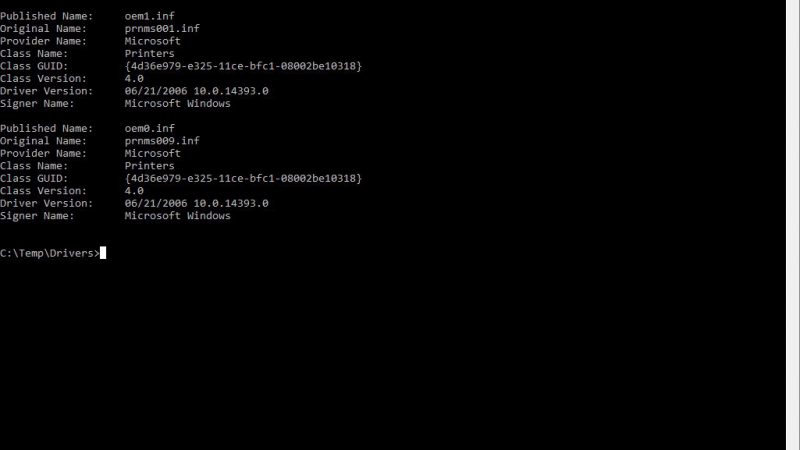 Published Name:     oem1.inf
Original Name:      prnms001.inf
Provider Name:      Microsoft
Class Name:         Printers
Class GUID:         {4d36e979-e325-11ce-bfc1-08002be10318}
Class Version:      4.0
Driver Version:     06/21/2006 10.0.14393.0
Signer Name:        Microsoft Windows

Published Name:     oem0.inf
Original Name:      prnms009.inf
Provider Name:      Microsoft
Class Name:         Printers
Class GUID:         {4d36e979-e325-11ce-bfc1-08002be10318}
Class Version:      4.0
Driver Version:     06/21/2006 10.0.14393.0
Signer Name:        Microsoft Windows

C:\Temp\Drivers>